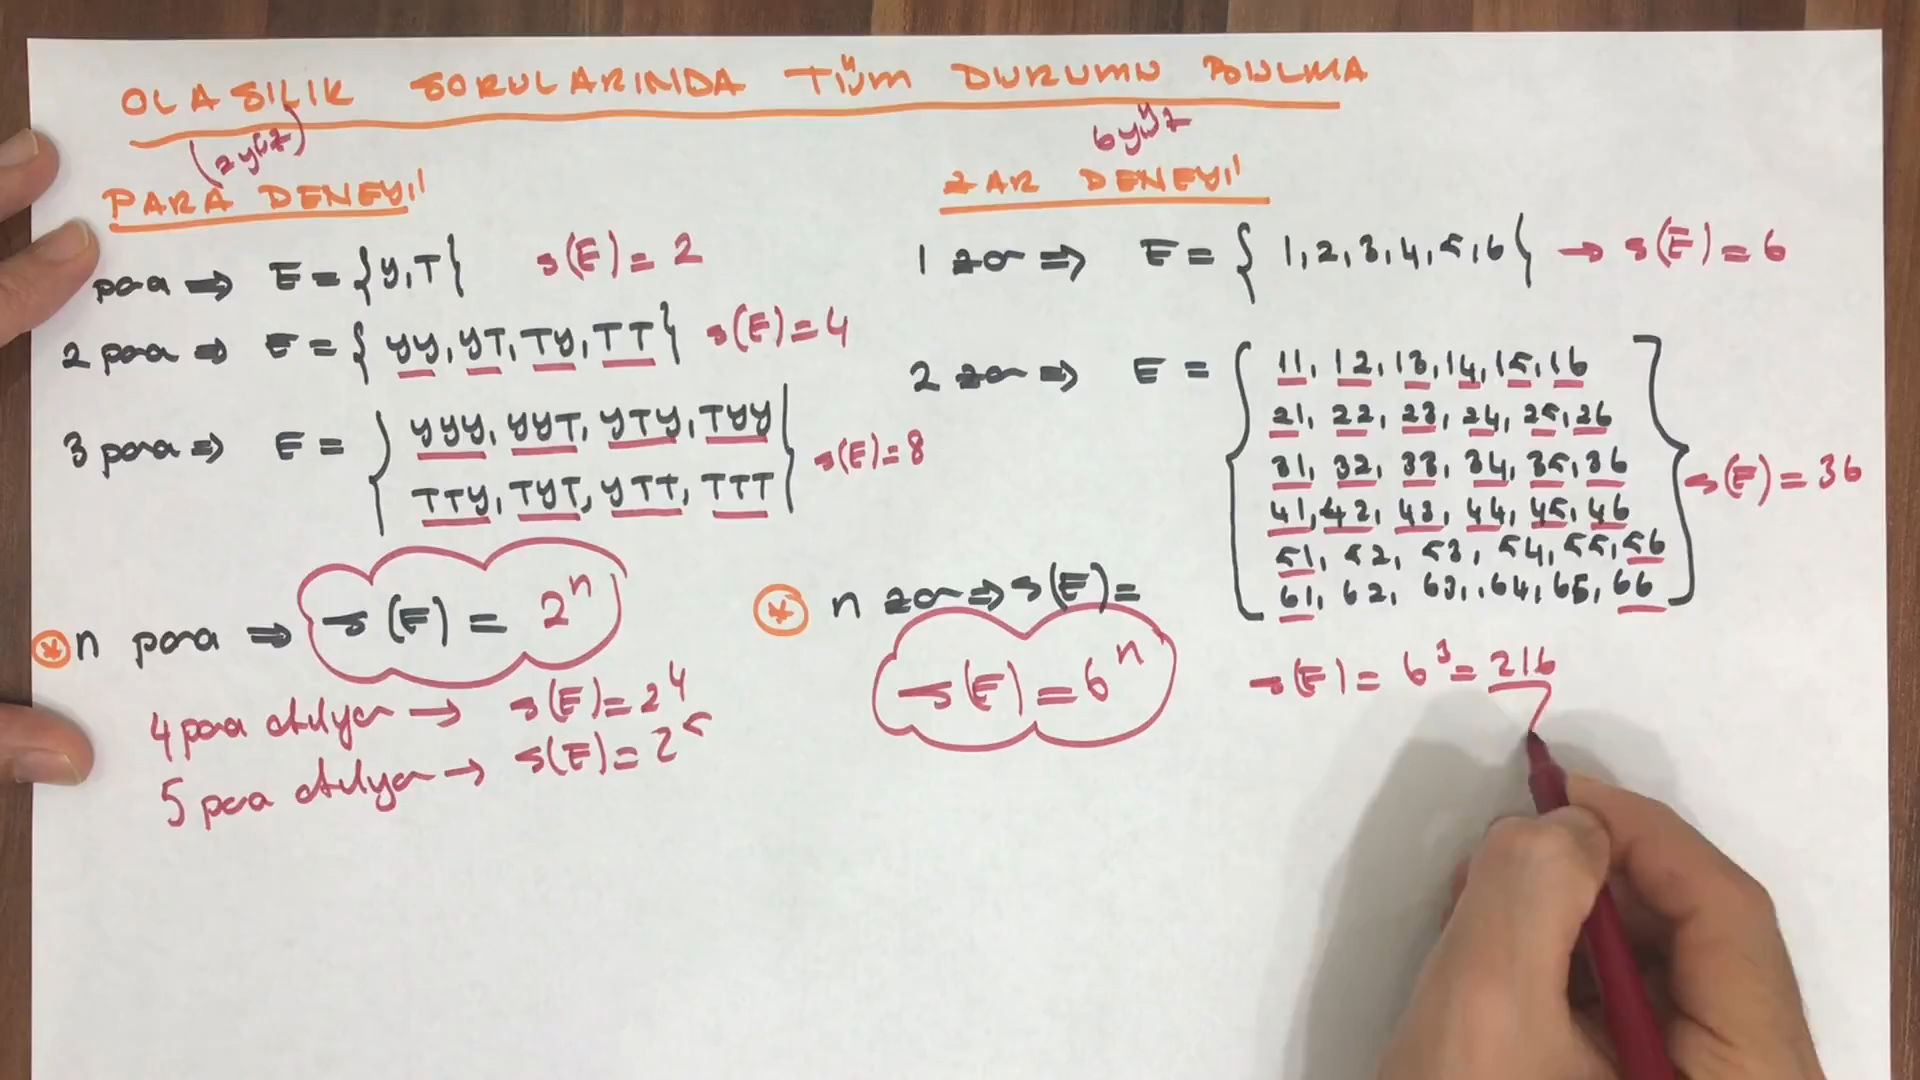 OLASILIK SORULARINDA TÜM DURUMU BULMA
(2 yüz)
PARA DENEYİ
para ⇒ E = {Y,T} s(E) = 2
2 para ⇒ E = { YY, YT, TY, TT } s(E) = 4
3 para ⇒ E = { YYY, YYT, YTY, TYY
TTY, TYT, YTT, TTT } s(E) = 8
* n para ⇒ s(E) = 2ⁿ
4 para atılıyor → s(E) = 2⁴
5 para atılıyor → s(E) = 2⁵
6 yüz
ZAR DENEYİ
1 zar ⇒ E = { 1,2,3,4,5,6 } → s(E) = 6
2 zar ⇒ E = { 11, 12, 13, 14, 15, 16
21, 22, 23, 24, 25, 26
31, 32, 33, 34, 35, 36
41, 42, 43, 44, 45, 46
51, 52, 53, 54, 55, 56
61, 62, 63, 64, 65, 66 } s(E) = 36
* n zar ⇒ s(E) =
s(E) = 6ⁿ
s(E) = 6³ = 216